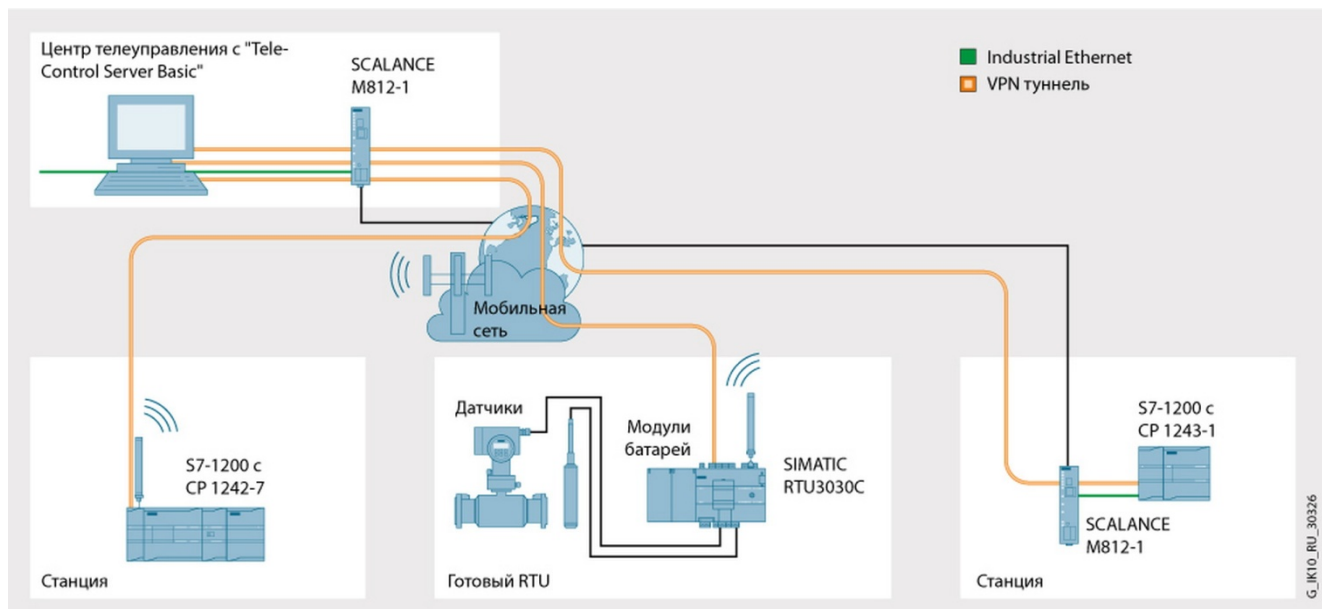 Центр телеуправления с "Tele-
Control Server Basic"
SCALANCE
M812-1
Industrial Ethernet
VPN туннель
Мобильная
сеть
S7-1200 с
CP 1242-7
Станция
Датчики
Модули
батарей
SIMATIC
RTU3030C
Готовый RTU
S7-1200 с
CP 1243-1
SCALANCE
M812-1
Станция
G_IK10_RU_30326